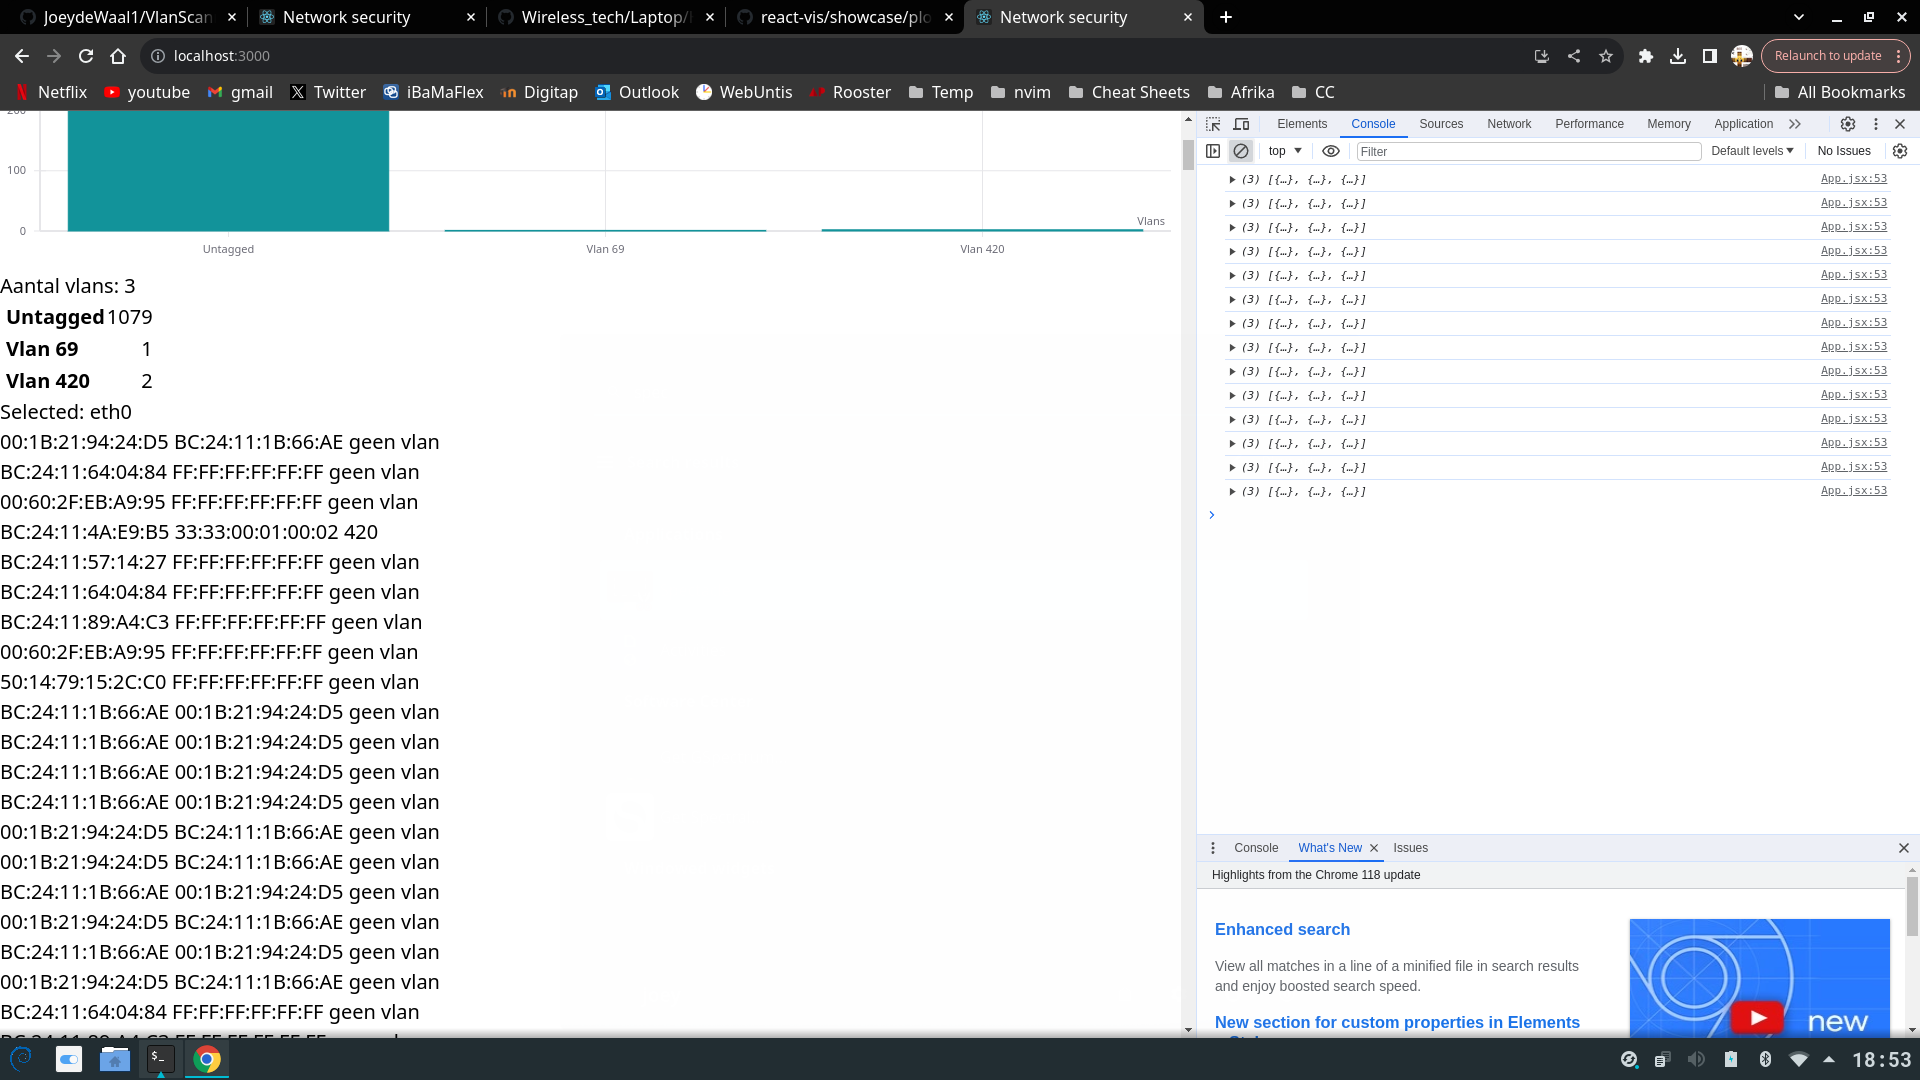 JoeydeWaal1/VlanScan
Network security
Wireless_tech/Laptop/
react-vis/showcase/plo
Network security
localhost:3000
Relaunch to update
Netflix
youtube
gmail
Twitter
iBaMaFlex
Digitap
Outlook
WebUntis
Rooster
Temp
nvim
Cheat Sheets
Afrika
CC
All Bookmarks
200
100
0
Vlans
Untagged
Vlan 69
Vlan 420
Aantal vlans: 3
Untagged 1079
Vlan 69 1
Vlan 420 2
Selected: eth0
00:1B:21:94:24:D5 BC:24:11:1B:66:AE geen vlan
BC:24:11:64:04:84 FF:FF:FF:FF:FF:FF geen vlan
00:60:2F:EB:A9:95 FF:FF:FF:FF:FF:FF geen vlan
BC:24:11:4A:E9:B5 33:33:00:01:00:02 420
BC:24:11:57:14:27 FF:FF:FF:FF:FF:FF geen vlan
BC:24:11:64:04:84 FF:FF:FF:FF:FF:FF geen vlan
BC:24:11:89:A4:C3 FF:FF:FF:FF:FF:FF geen vlan
00:60:2F:EB:A9:95 FF:FF:FF:FF:FF:FF geen vlan
50:14:79:15:2C:C0 FF:FF:FF:FF:FF:FF geen vlan
BC:24:11:1B:66:AE 00:1B:21:94:24:D5 geen vlan
BC:24:11:1B:66:AE 00:1B:21:94:24:D5 geen vlan
BC:24:11:1B:66:AE 00:1B:21:94:24:D5 geen vlan
BC:24:11:1B:66:AE 00:1B:21:94:24:D5 geen vlan
00:1B:21:94:24:D5 BC:24:11:1B:66:AE geen vlan
00:1B:21:94:24:D5 BC:24:11:1B:66:AE geen vlan
BC:24:11:1B:66:AE 00:1B:21:94:24:D5 geen vlan
00:1B:21:94:24:D5 BC:24:11:1B:66:AE geen vlan
BC:24:11:1B:66:AE 00:1B:21:94:24:D5 geen vlan
00:1B:21:94:24:D5 BC:24:11:1B:66:AE geen vlan
BC:24:11:64:04:84 FF:FF:FF:FF:FF:FF geen vlan
Elements
Console
Sources
Network
Performance
Memory
Application
top
Filter
Default levels
No Issues
(3) [{…}, {…}, {…}] App.jsx:53
(3) [{…}, {…}, {…}] App.jsx:53
(3) [{…}, {…}, {…}] App.jsx:53
(3) [{…}, {…}, {…}] App.jsx:53
(3) [{…}, {…}, {…}] App.jsx:53
(3) [{…}, {…}, {…}] App.jsx:53
(3) [{…}, {…}, {…}] App.jsx:53
(3) [{…}, {…}, {…}] App.jsx:53
(3) [{…}, {…}, {…}] App.jsx:53
(3) [{…}, {…}, {…}] App.jsx:53
(3) [{…}, {…}, {…}] App.jsx:53
(3) [{…}, {…}, {…}] App.jsx:53
(3) [{…}, {…}, {…}] App.jsx:53
(3) [{…}, {…}, {…}] App.jsx:53
Console
What's New
Issues
Highlights from the Chrome 118 update
Enhanced search
View all matches in a line of a minified file in search results
and enjoy boosted search speed.
New section for custom properties in Elements
new
18:53